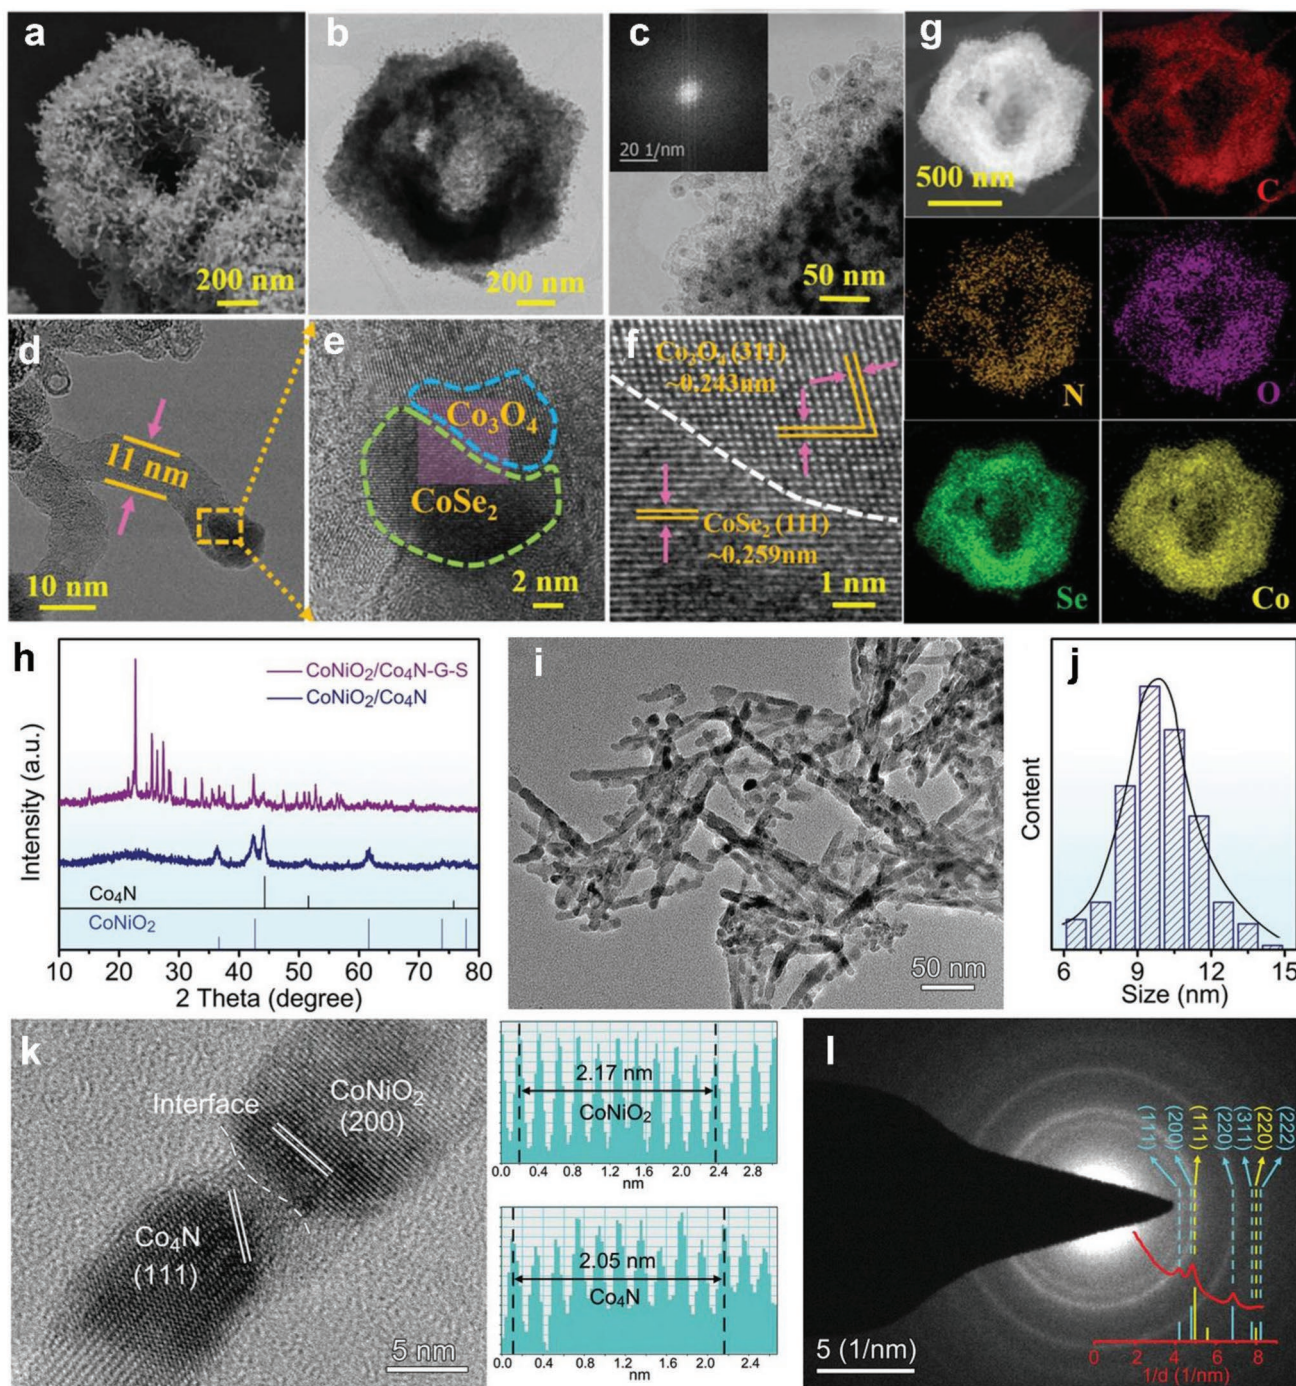 a
200 nm
b
200 nm
c
20 1/nm
50 nm
g
500 nm
C
N
O
Se
Co
d
11 nm
10 nm
e
Co3O4
CoSe2
2 nm
f
Co3O4 (311)
~0.243nm
CoSe2 (111)
~0.259nm
1 nm
h
CoNiO2/Co4N-G-S
CoNiO2/Co4N
Intensity (a.u.)
Co4N
CoNiO2
10 20 30 40 50 60 70 80
2 Theta (degree)
i
50 nm
j
Content
6 9 12 15
Size (nm)
k
Interface
CoNiO2
(200)
Co4N
(111)
5 nm
2.17 nm
CoNiO2
0.0 0.4 0.8 1.2 1.6 2.0 2.4 2.8
nm
2.05 nm
Co4N
0.0 0.4 0.8 1.2 1.6 2.0 2.4
nm
l
(111)
(200)
(111)
(220)
(311)
(220)
(222)
5 (1/nm)
0 2 4 6 8
1/d (1/nm)